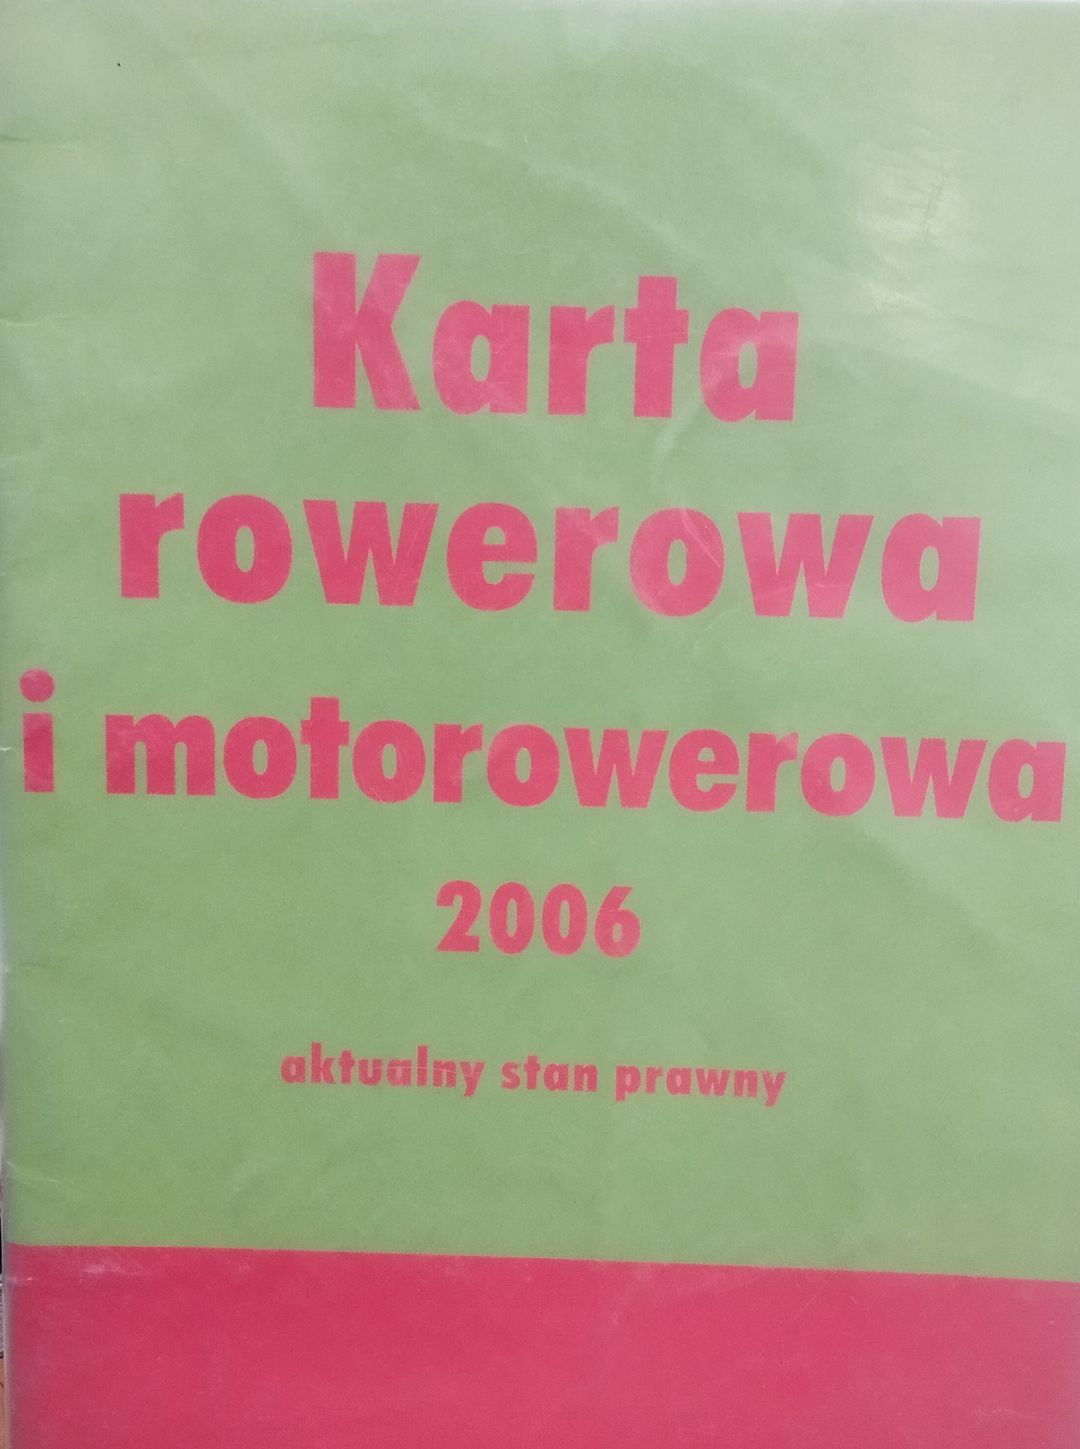 Karta
rowerowa
i motorowerowa
2006
aktualny stan prawny